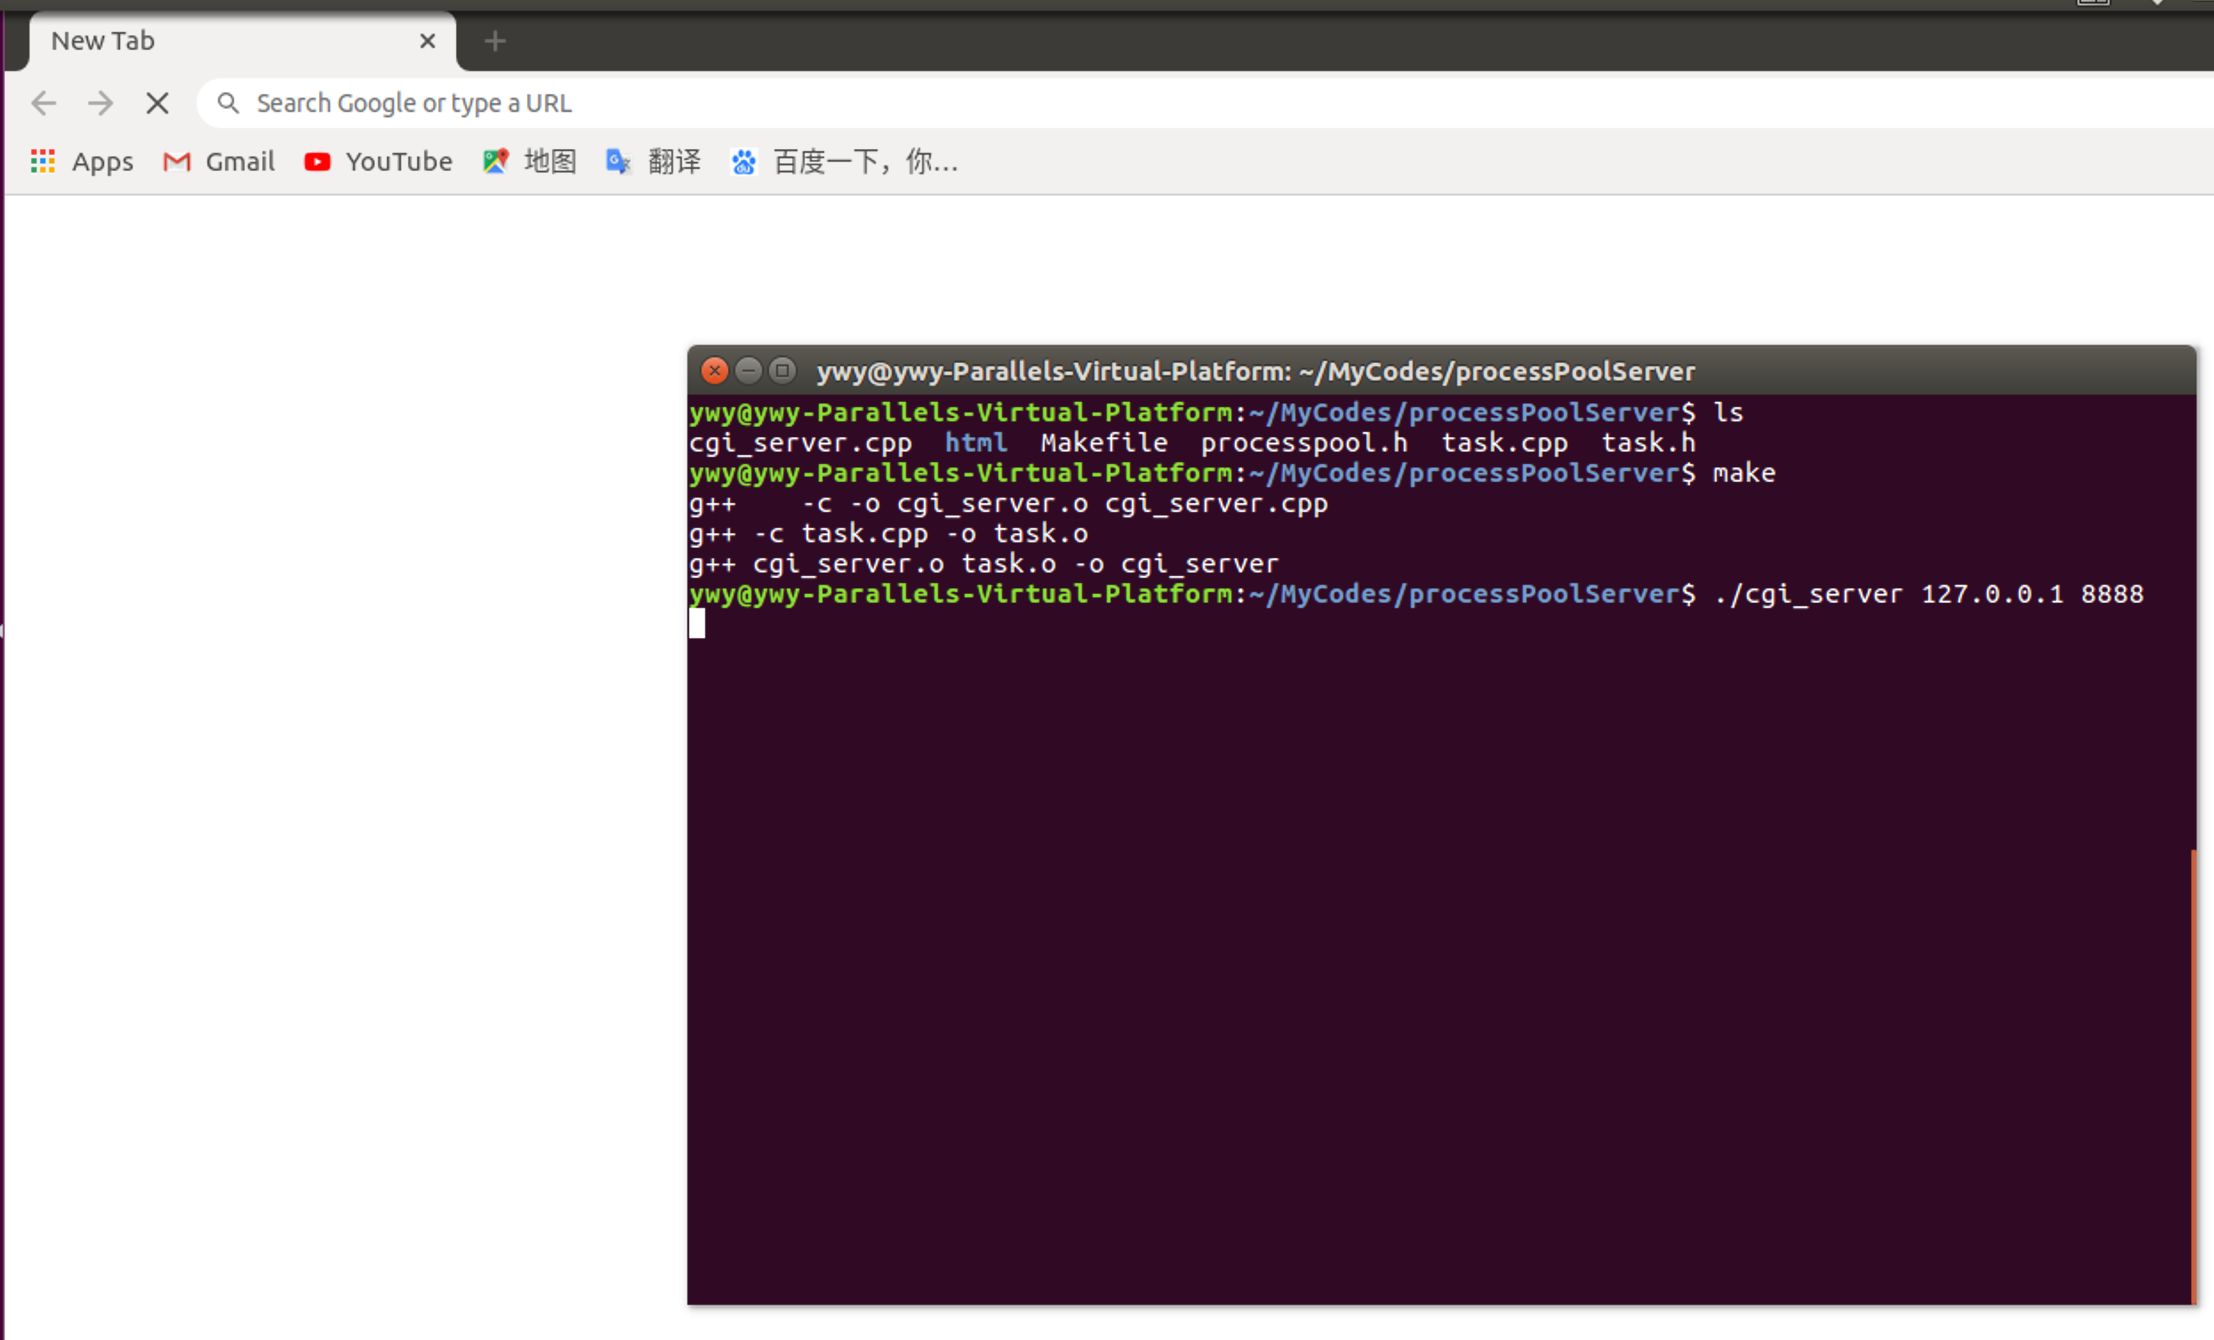 New Tab
Search Google or type a URL
Apps Gmail YouTube 地图 翻译 百度一下，你…
ywy@ywy-Parallels-Virtual-Platform: ~/MyCodes/processPoolServer
ywy@ywy-Parallels-Virtual-Platform:~/MyCodes/processPoolServer$ ls
cgi_server.cpp html Makefile processpool.h task.cpp task.h
ywy@ywy-Parallels-Virtual-Platform:~/MyCodes/processPoolServer$ make
g++    -c -o cgi_server.o cgi_server.cpp
g++ -c task.cpp -o task.o
g++ cgi_server.o task.o -o cgi_server
ywy@ywy-Parallels-Virtual-Platform:~/MyCodes/processPoolServer$ ./cgi_server 127.0.0.1 8888